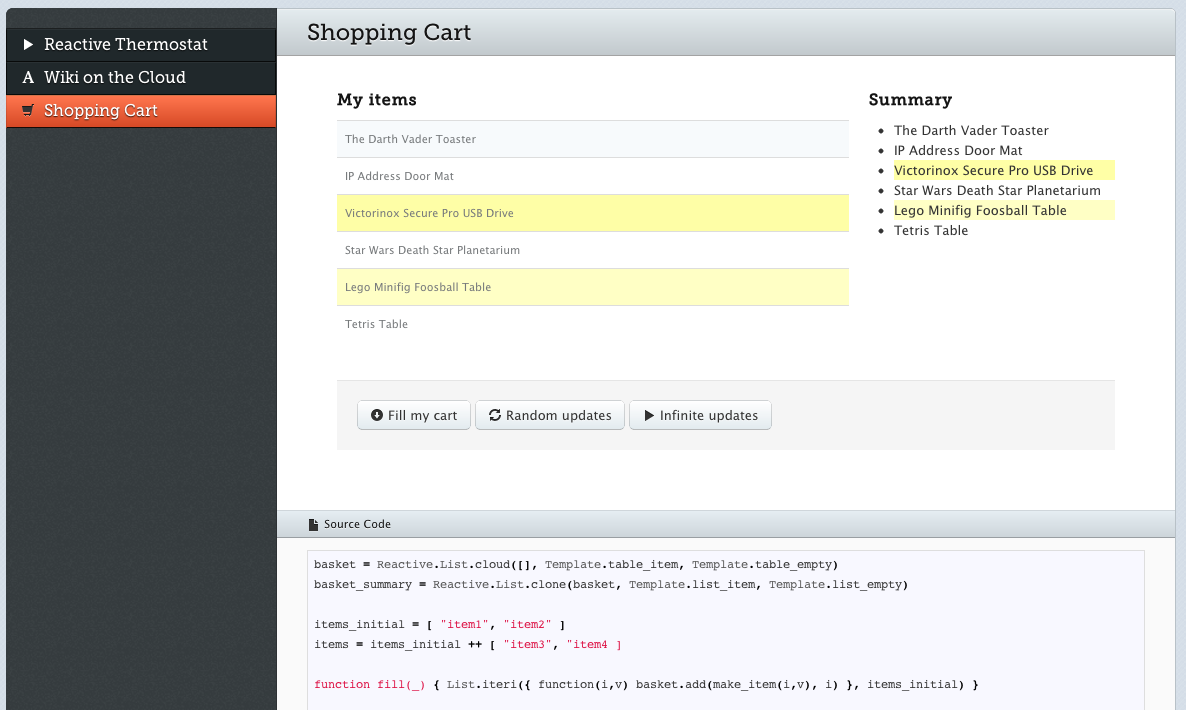 Reactive Thermostat
A Wiki on the Cloud
Shopping Cart
Shopping Cart
My items
The Darth Vader Toaster
IP Address Door Mat
Victorinox Secure Pro USB Drive
Star Wars Death Star Planetarium
Lego Minifig Foosball Table
Tetris Table
Summary
The Darth Vader Toaster
IP Address Door Mat
Victorinox Secure Pro USB Drive
Star Wars Death Star Planetarium
Lego Minifig Foosball Table
Tetris Table
Fill my cart
Random updates
Infinite updates
Source Code
basket = Reactive.List.cloud([], Template.table_item, Template.table_empty)
basket_summary = Reactive.List.clone(basket, Template.list_item, Template.list_empty)
items_initial = [ "item1", "item2" ]
items = items_initial ++ [ "item3", "item4 ]
function fill(_) { List.iteri({ function(i,v) basket.add(make_item(i,v), i) }, items_initial) }